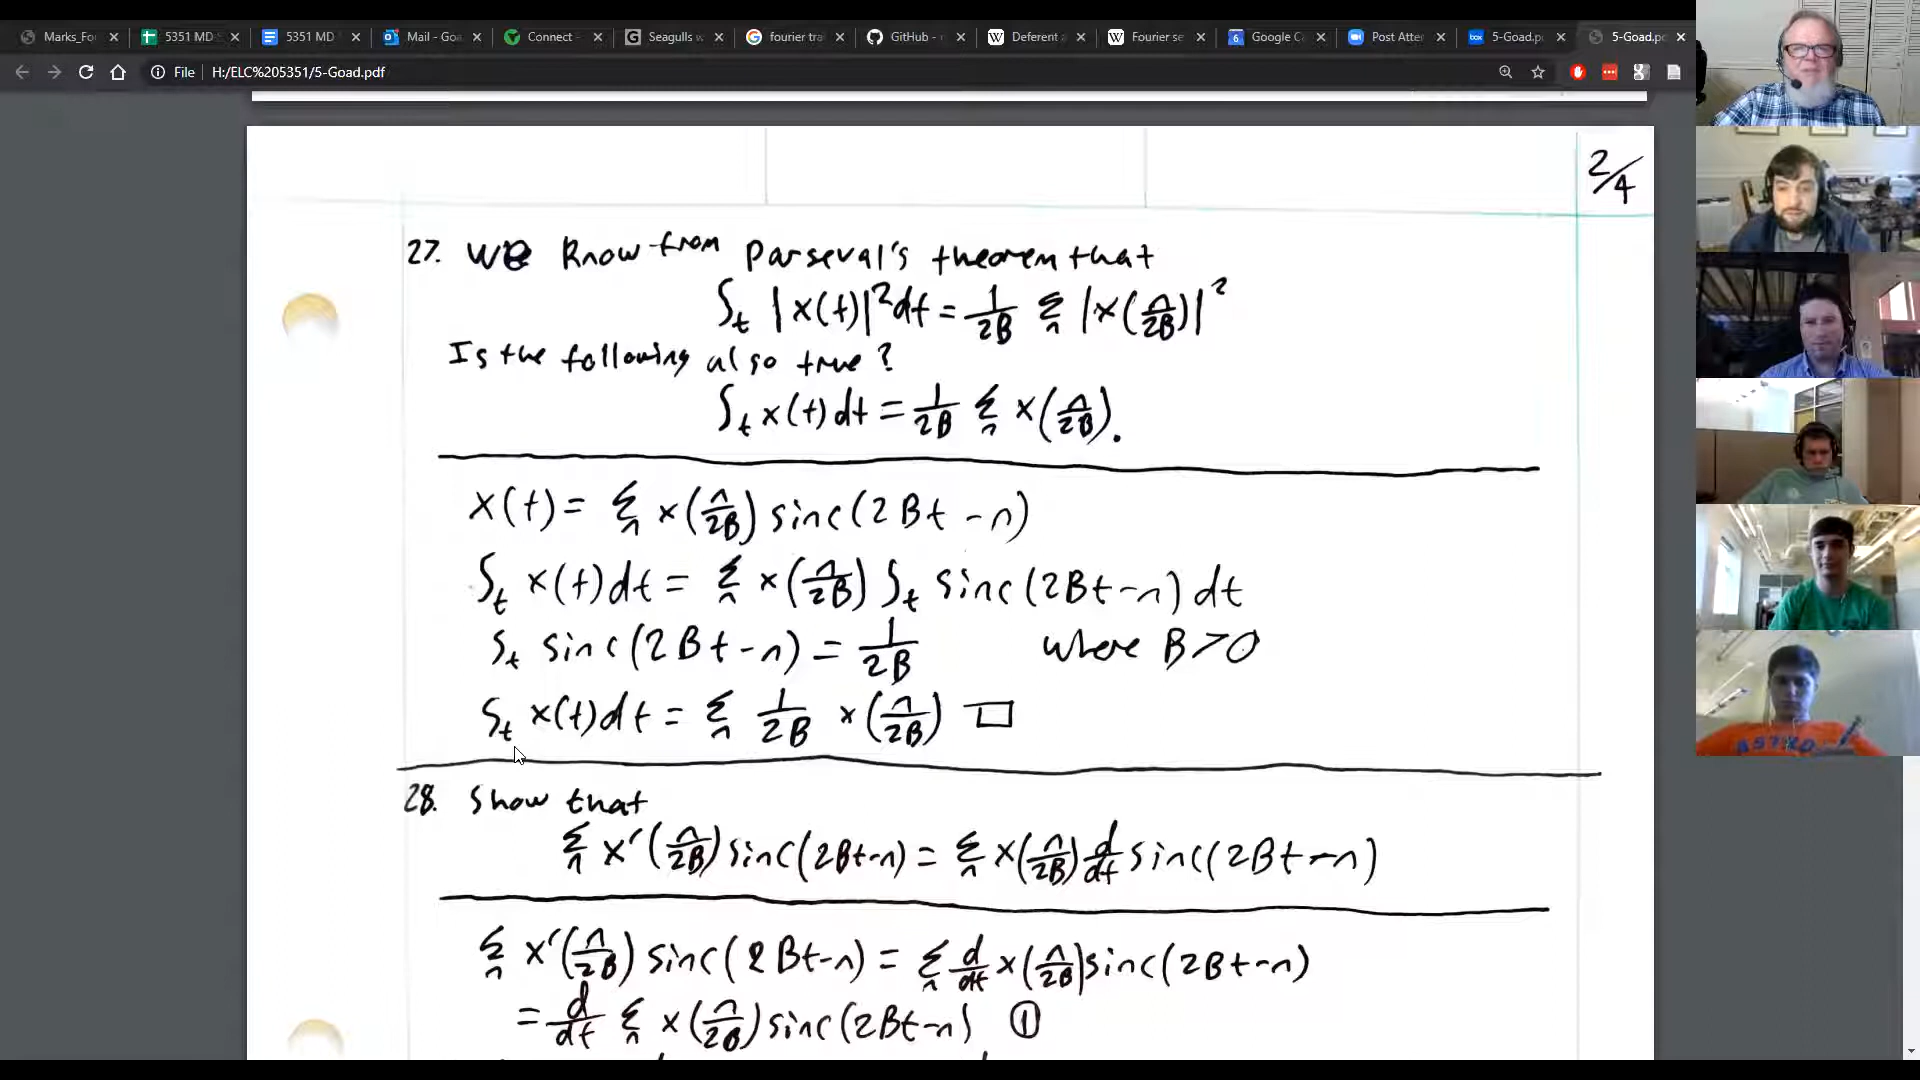 Marks_Fo
5351 MD S
5351 MD
Mail - Goa
Connect -
Seagulls w
fourier tra
GitHub -
Deferent a
Fourier se
Google Ca
Post Atter
5-Goad.p
5-Goad.p
File
H:/ELC%205351/5-Goad.pdf
2/4
27. We know from Parseval's theorem that
∫t |x(t)|² dt = 1/2B Σn |x(n/2B)|²
Is the following also true?
∫t x(t) dt = 1/2B Σn x(n/2B).
x(t) = Σn x(n/2B) sinc(2Bt - n)
∫t x(t) dt = Σn x(n/2B) ∫t sinc(2Bt - n) dt
∫t sinc(2Bt - n) = 1/2B where B > 0
∫t x(t) dt = Σn 1/2B x(n/2B) □
28. Show that
Σn x'(n/2B) sinc(2Bt - n) = Σn x(n/2B) d/dt sinc(2Bt - n)
Σn x'(n/2B) sinc(2Bt - n) = Σn d/dt x(n/2B) sinc(2Bt - n)
= d/dt Σn x(n/2B) sinc(2Bt - n) ①